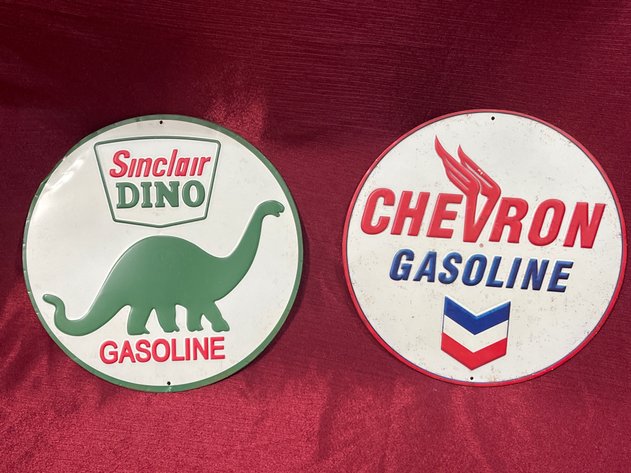 Sinclair
DINO
GASOLINE
CHEVRON
GASOLINE